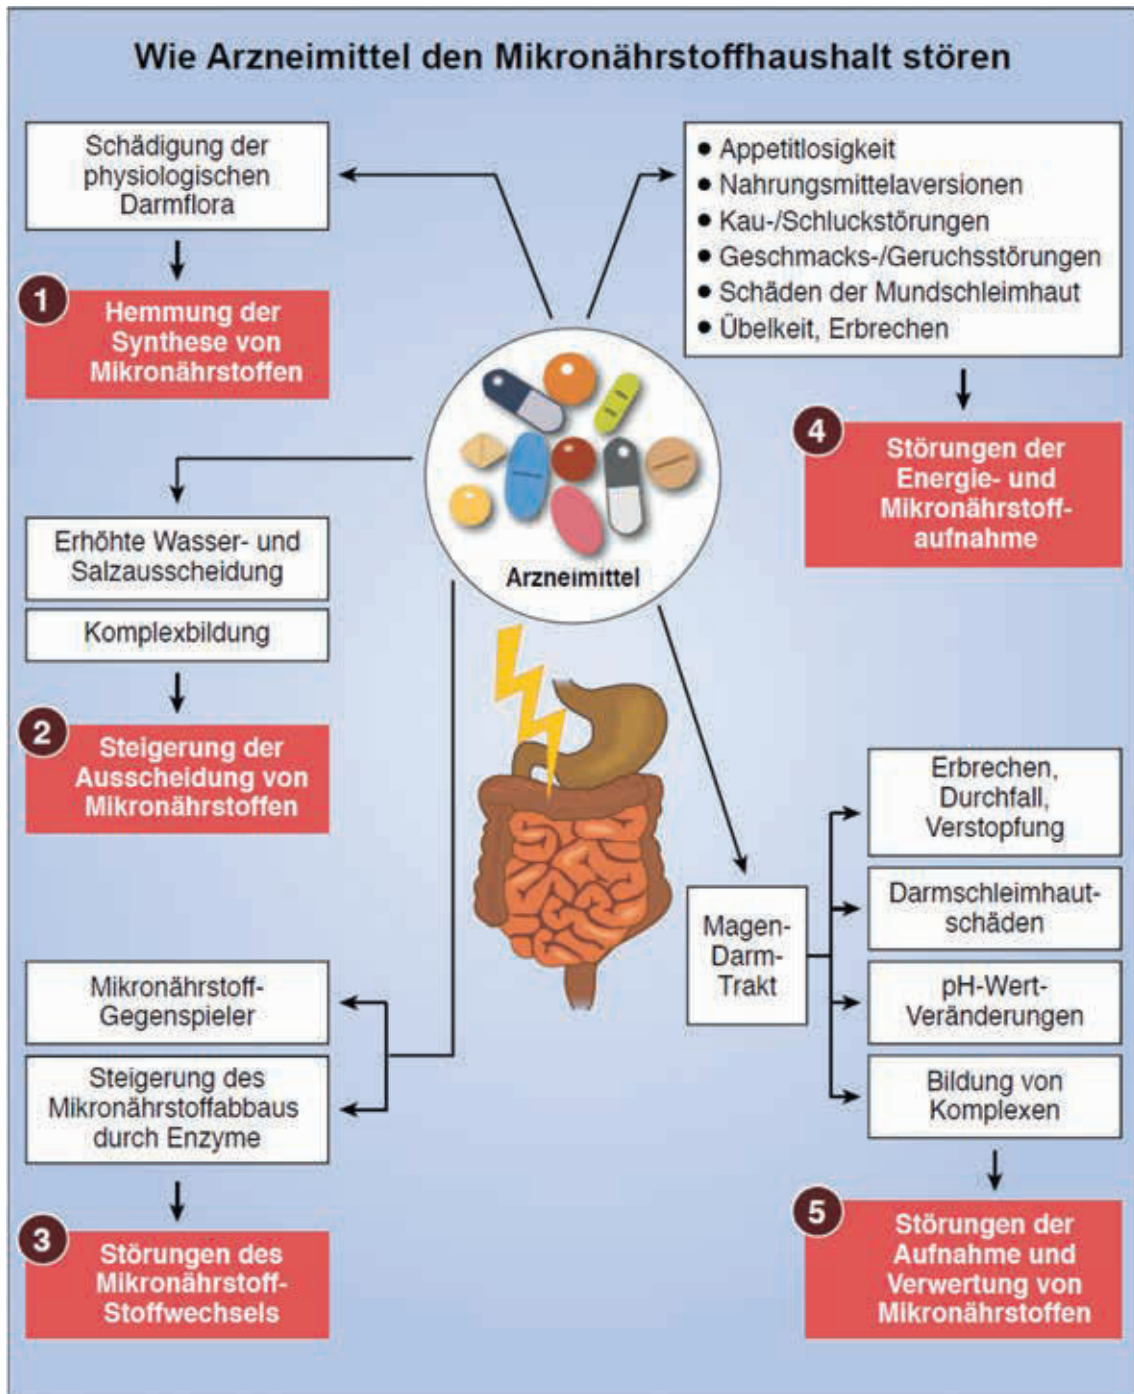 Wie Arzneimittel den Mikronährstoffhaushalt stören
Schädigung der
physiologischen
Darmflora
1
Hemmung der
Synthese von
Mikronährstoffen
Erhöhte Wasser- und
Salzausscheidung
Komplexbildung
2
Steigerung der
Ausscheidung von
Mikronährstoffen
Mikronährstoff-
Gegenspieler
Steigerung des
Mikronährstoffabbaus
durch Enzyme
3
Störungen des
Mikronährstoff-
Stoffwechsels
Arzneimittel
• Appetitlosigkeit
• Nahrungsmittelaversionen
• Kau-/Schluckstörungen
• Geschmacks-/Geruchsstörungen
• Schäden der Mundschleimhaut
• Übelkeit, Erbrechen
4
Störungen der
Energie- und
Mikronährstoff-
aufnahme
Magen-
Darm-
Trakt
Erbrechen,
Durchfall,
Verstopfung
Darmschleimhaut-
schäden
pH-Wert-
Veränderungen
Bildung von
Komplexen
5
Störungen der
Aufnahme und
Verwertung von
Mikronährstoffen